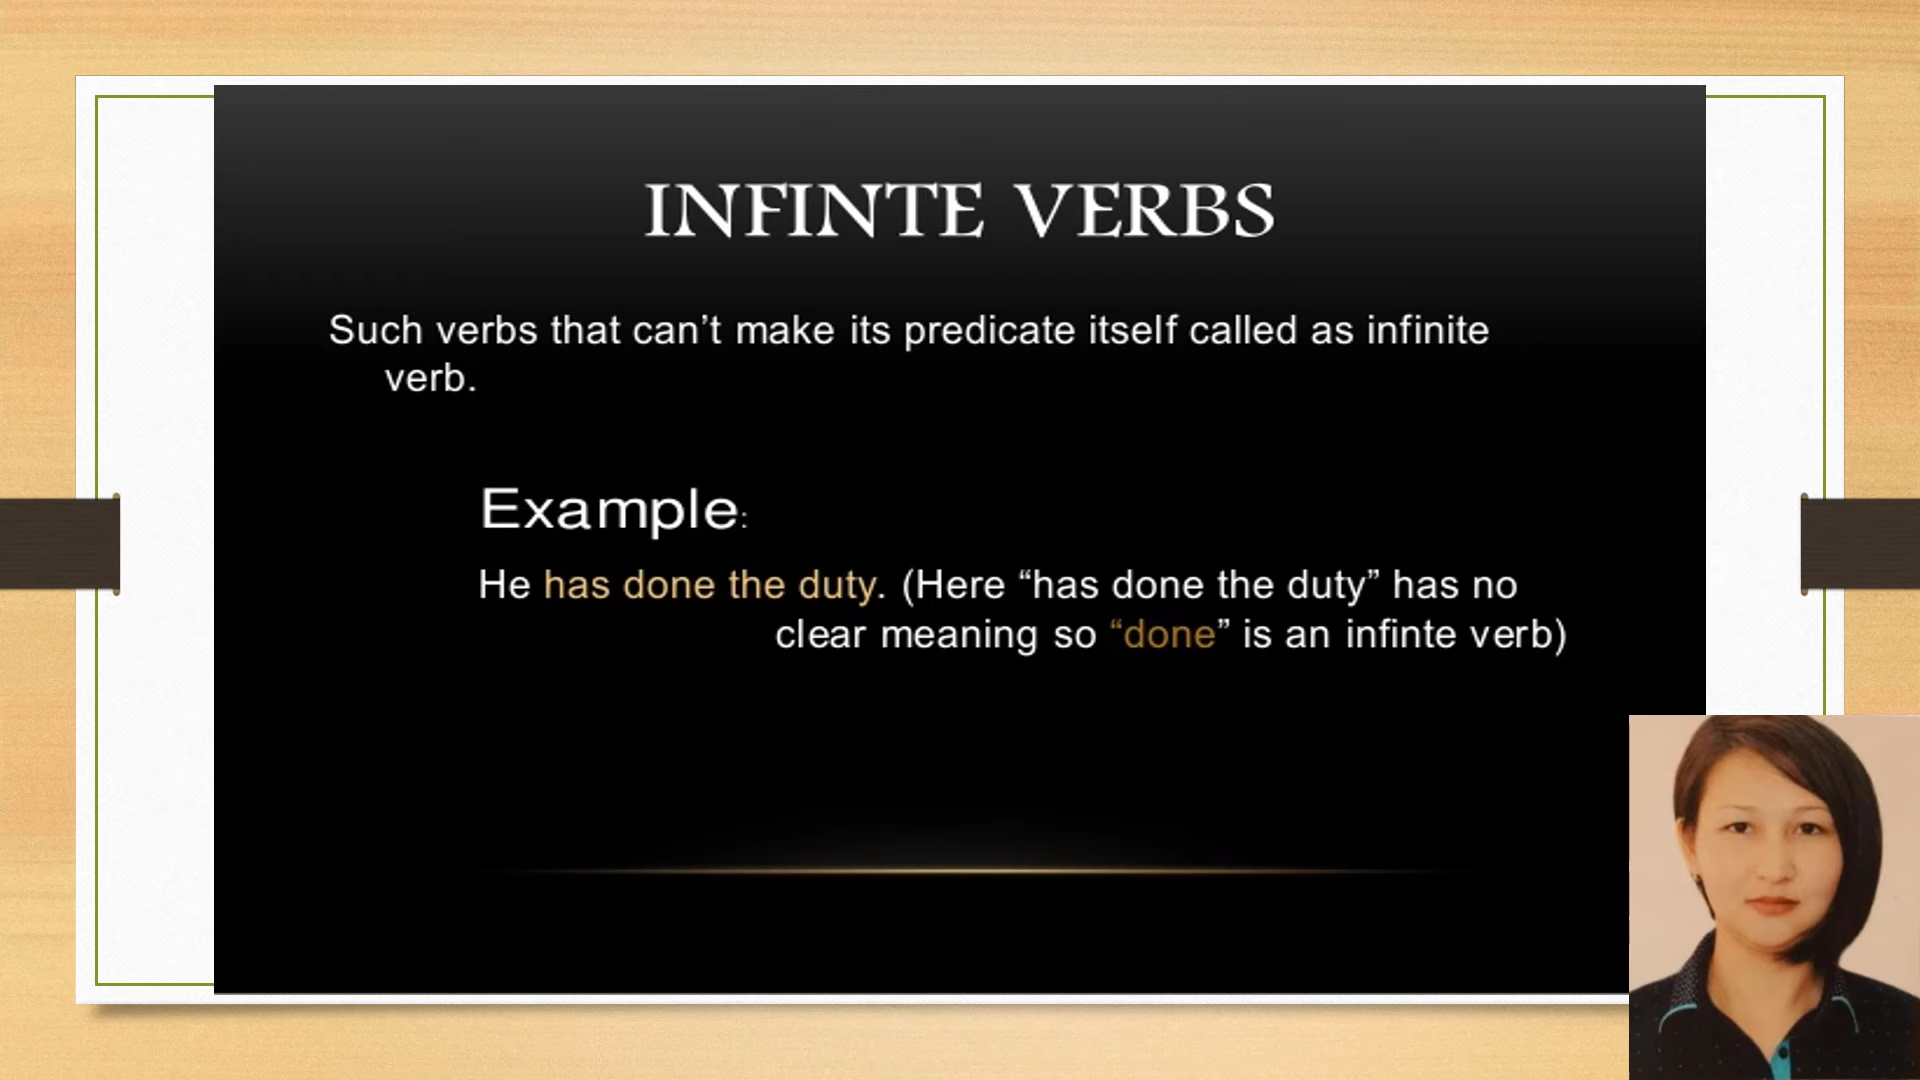 INFINTE VERBS
Such verbs that can’t make its predicate itself called as infinite
verb.
Example:
He has done the duty. (Here “has done the duty” has no
clear meaning so “done” is an infinte verb)